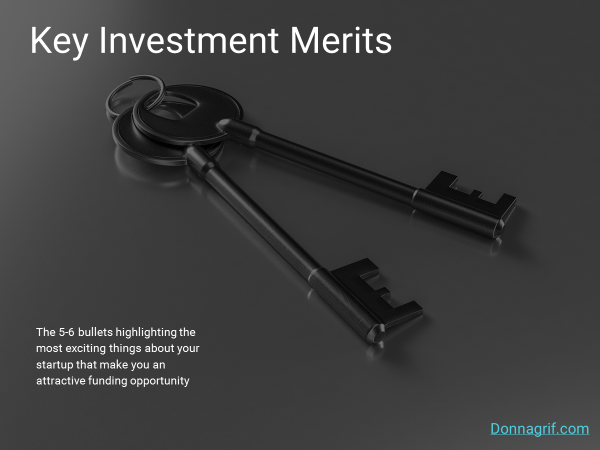 Key Investment Merits
The 5-6 bullets highlighting the
most exciting things about your
startup that make you an
attractive funding opportunity
Donnagrif.com